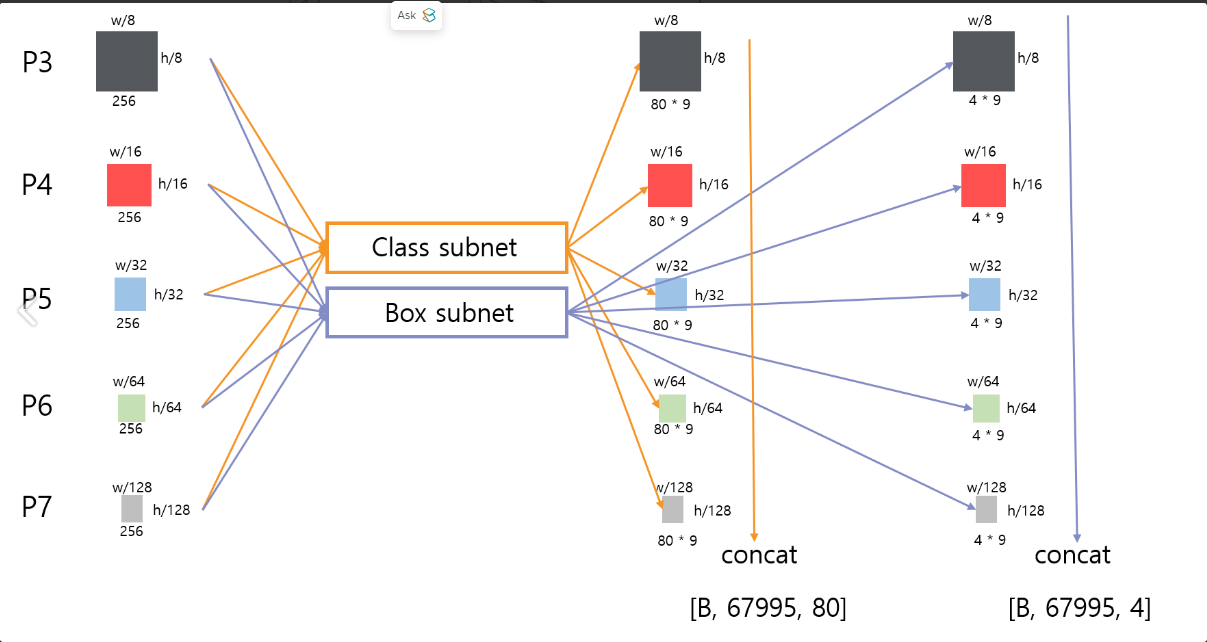 Ask
w/8
P3
h/8
256
w/16
P4
h/16
256
w/32
P5
h/32
256
w/64
P6
h/64
256
w/128
P7
h/128
256
Class subnet
Box subnet
w/8
h/8
80 * 9
w/16
h/16
80 * 9
w/32
h/32
80 * 9
w/64
h/64
80 * 9
w/128
h/128
80 * 9
concat
[B, 67995, 80]
w/8
h/8
4 * 9
w/16
h/16
4 * 9
w/32
h/32
4 * 9
w/64
h/64
4 * 9
w/128
h/128
4 * 9
concat
[B, 67995, 4]